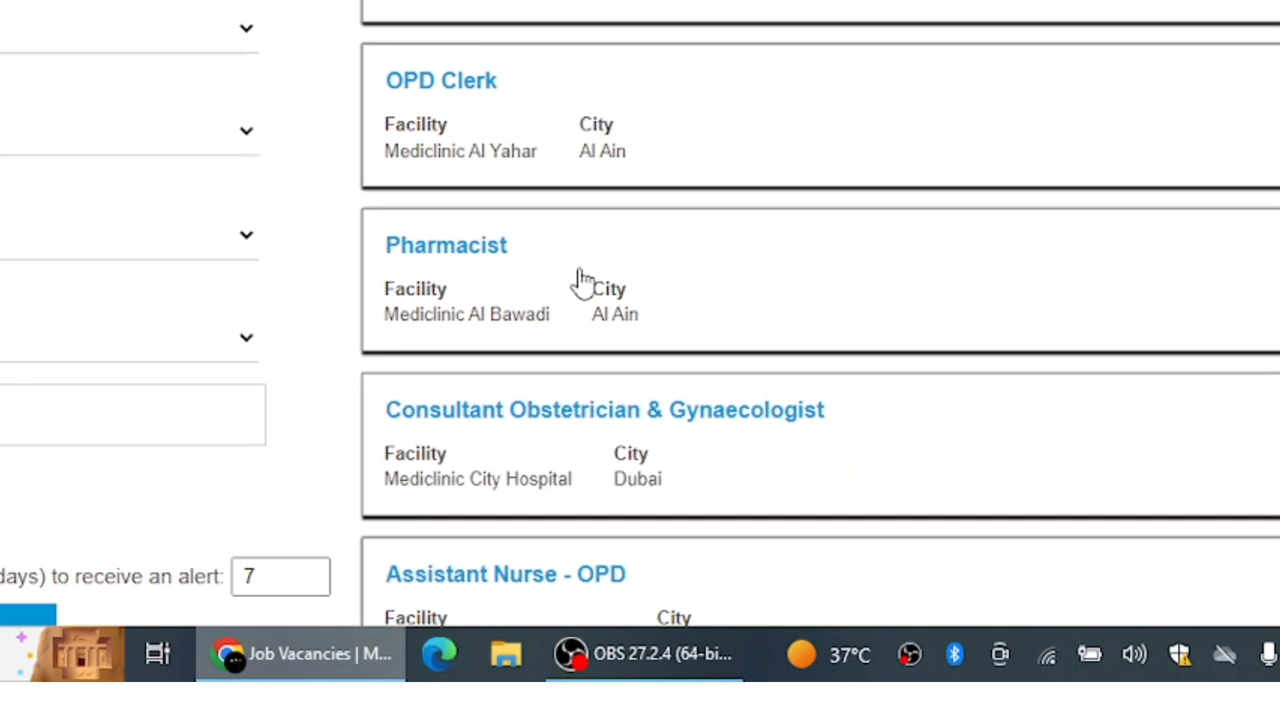 OPD Clerk
Facility City
Mediclinic Al Yahar Al Ain
Pharmacist
Facility City
Mediclinic Al Bawadi Al Ain
Consultant Obstetrician & Gynaecologist
Facility City
Mediclinic City Hospital Dubai
days) to receive an alert: 7
Assistant Nurse - OPD
Facility City
Job Vacancies | M... OBS 27.2.4 (64-bi... 37°C